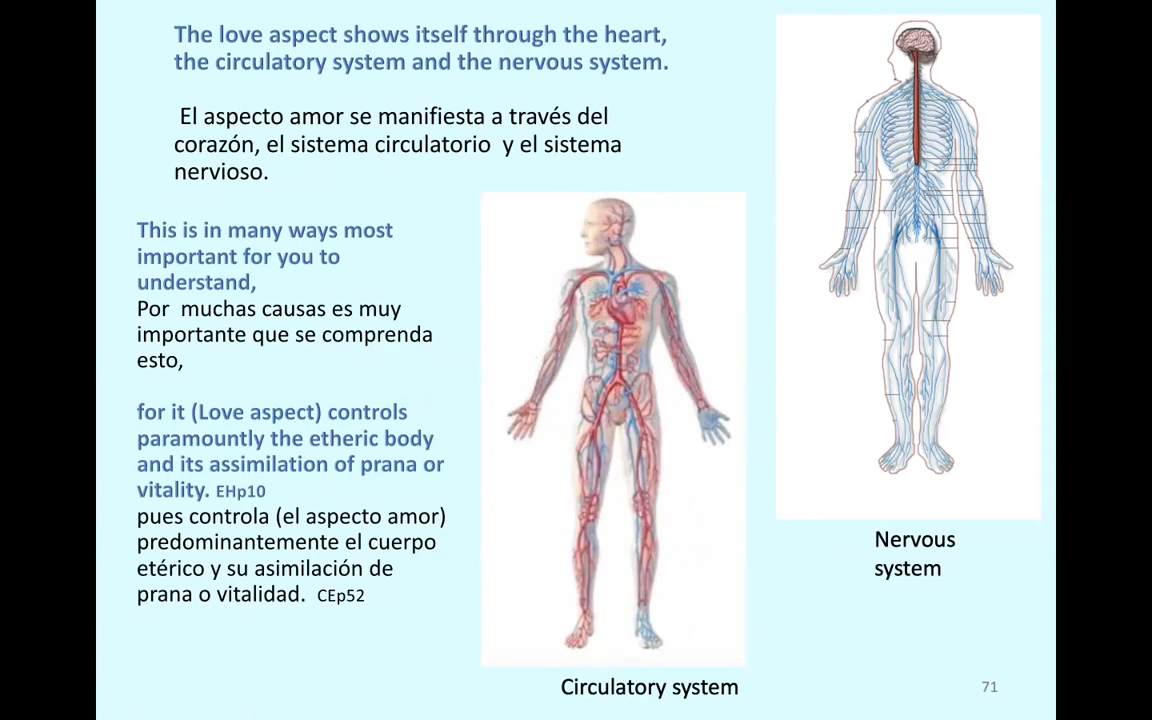 The love aspect shows itself through the heart,
the circulatory system and the nervous system.
El aspecto amor se manifiesta a través del
corazón, el sistema circulatorio y el sistema
nervioso.
This is in many ways most
important for you to
understand,
Por muchas causas es muy
importante que se comprenda
esto,
for it (Love aspect) controls
paramountly the etheric body
and its assimilation of prana or
vitality. EHp10
pues controla (el aspecto amor)
predominantemente el cuerpo
etérico y su asimilación de
prana o vitalidad. CEp52
Circulatory system
Nervous
system
71